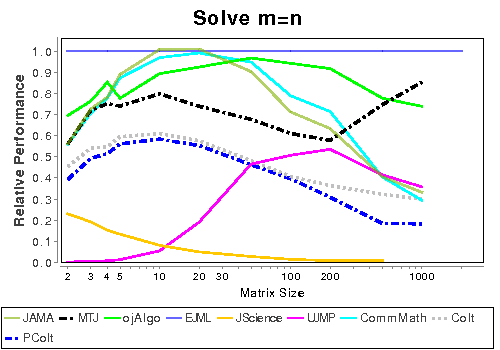 Solve m=n
Relative Performance
1.0
0.9
0.8
0.7
0.6
0.5
0.4
0.3
0.2
0.1
0.0
2 3 4 5 10 20 30 100 200 1000
Matrix Size
JAMA MTJ ojAlgo EJML JScience UJMP CommMath Colt
PColt